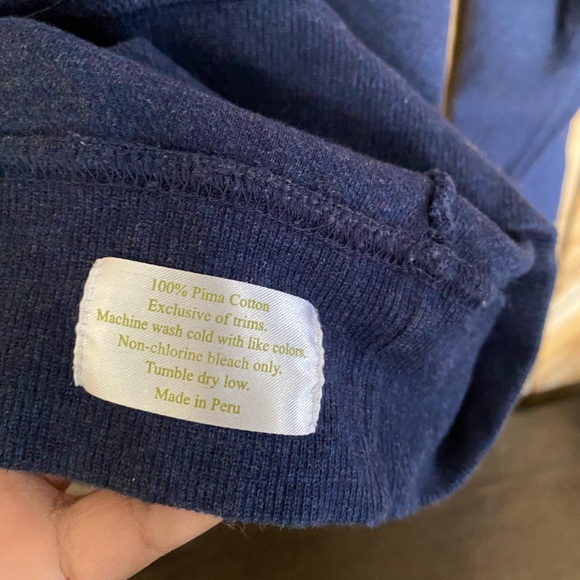 100% Pima Cotton
Exclusive of trims.
Machine wash cold with like colors.
Non-chlorine bleach only.
Tumble dry low.
Made in Peru